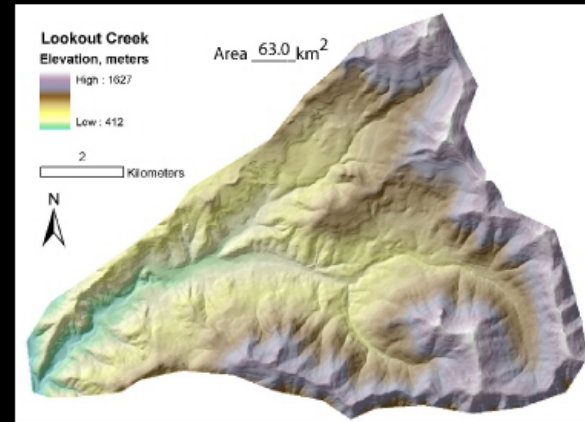 Lookout Creek
Area 63.0 km²
Elevation, meters
High : 1627
Low : 412
2
Kilometers
N